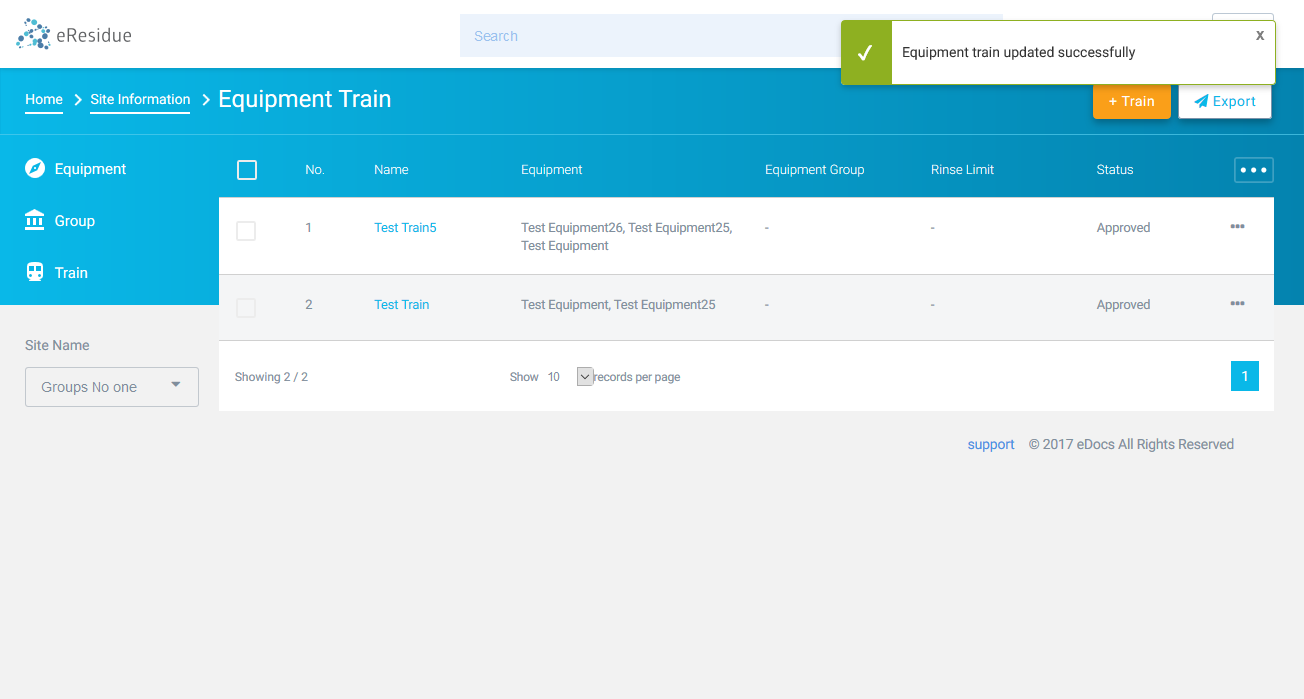 eResidue
Search
Equipment train updated successfully
x
Home
Site Information
Equipment Train
+ Train
Export
Equipment
Group
Train
No. Name Equipment Equipment Group Rinse Limit Status
1 Test Train5 Test Equipment26, Test Equipment25, - - Approved
Test Equipment
2 Test Train Test Equipment, Test Equipment25 - - Approved
Site Name
Groups No one
Showing 2 / 2
Show 10 records per page
1
support © 2017 eDocs All Rights Reserved